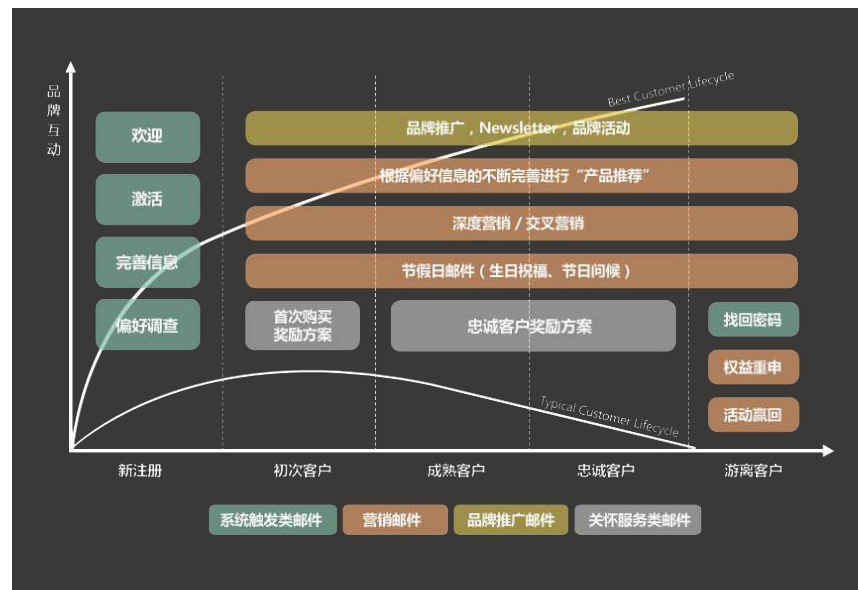 品牌互动
Best Customer Lifecycle
欢迎
激活
完善信息
偏好调查
品牌推广，Newsletter，品牌活动
根据偏好信息的不断完善进行“产品推荐”
深度营销 / 交叉营销
节假日邮件（生日祝福、节日问候）
首次购买
奖励方案
忠诚客户奖励方案
找回密码
权益重申
活动赢回
Typical Customer Lifecycle
新注册
初次客户
成熟客户
忠诚客户
游离客户
系统触发类邮件
营销邮件
品牌推广邮件
关怀服务类邮件